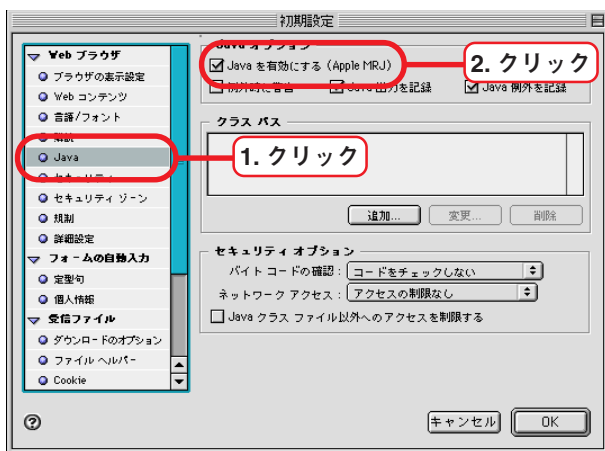 初期設定
Web ブラウザ
ブラウザの表示設定
Web コンテンツ
言語/フォント
Java
セキュリティ ゾーン
規制
詳細設定
フォームの自動入力
定型句
個人情報
受信ファイル
ダウンロードのオプション
ファイル ヘルパー
Cookie
1. クリック
Java オプション
Java を有効にする (Apple MRJ)
2. クリック
Java 出力を記録
Java 例外を記録
クラス パス
追加...
変更...
削除
セキュリティ オプション
バイト コードの確認: コードをチェックしない
ネットワーク アクセス: アクセスの制限なし
Java クラス ファイル以外へのアクセスを制限する
キャンセル
OK